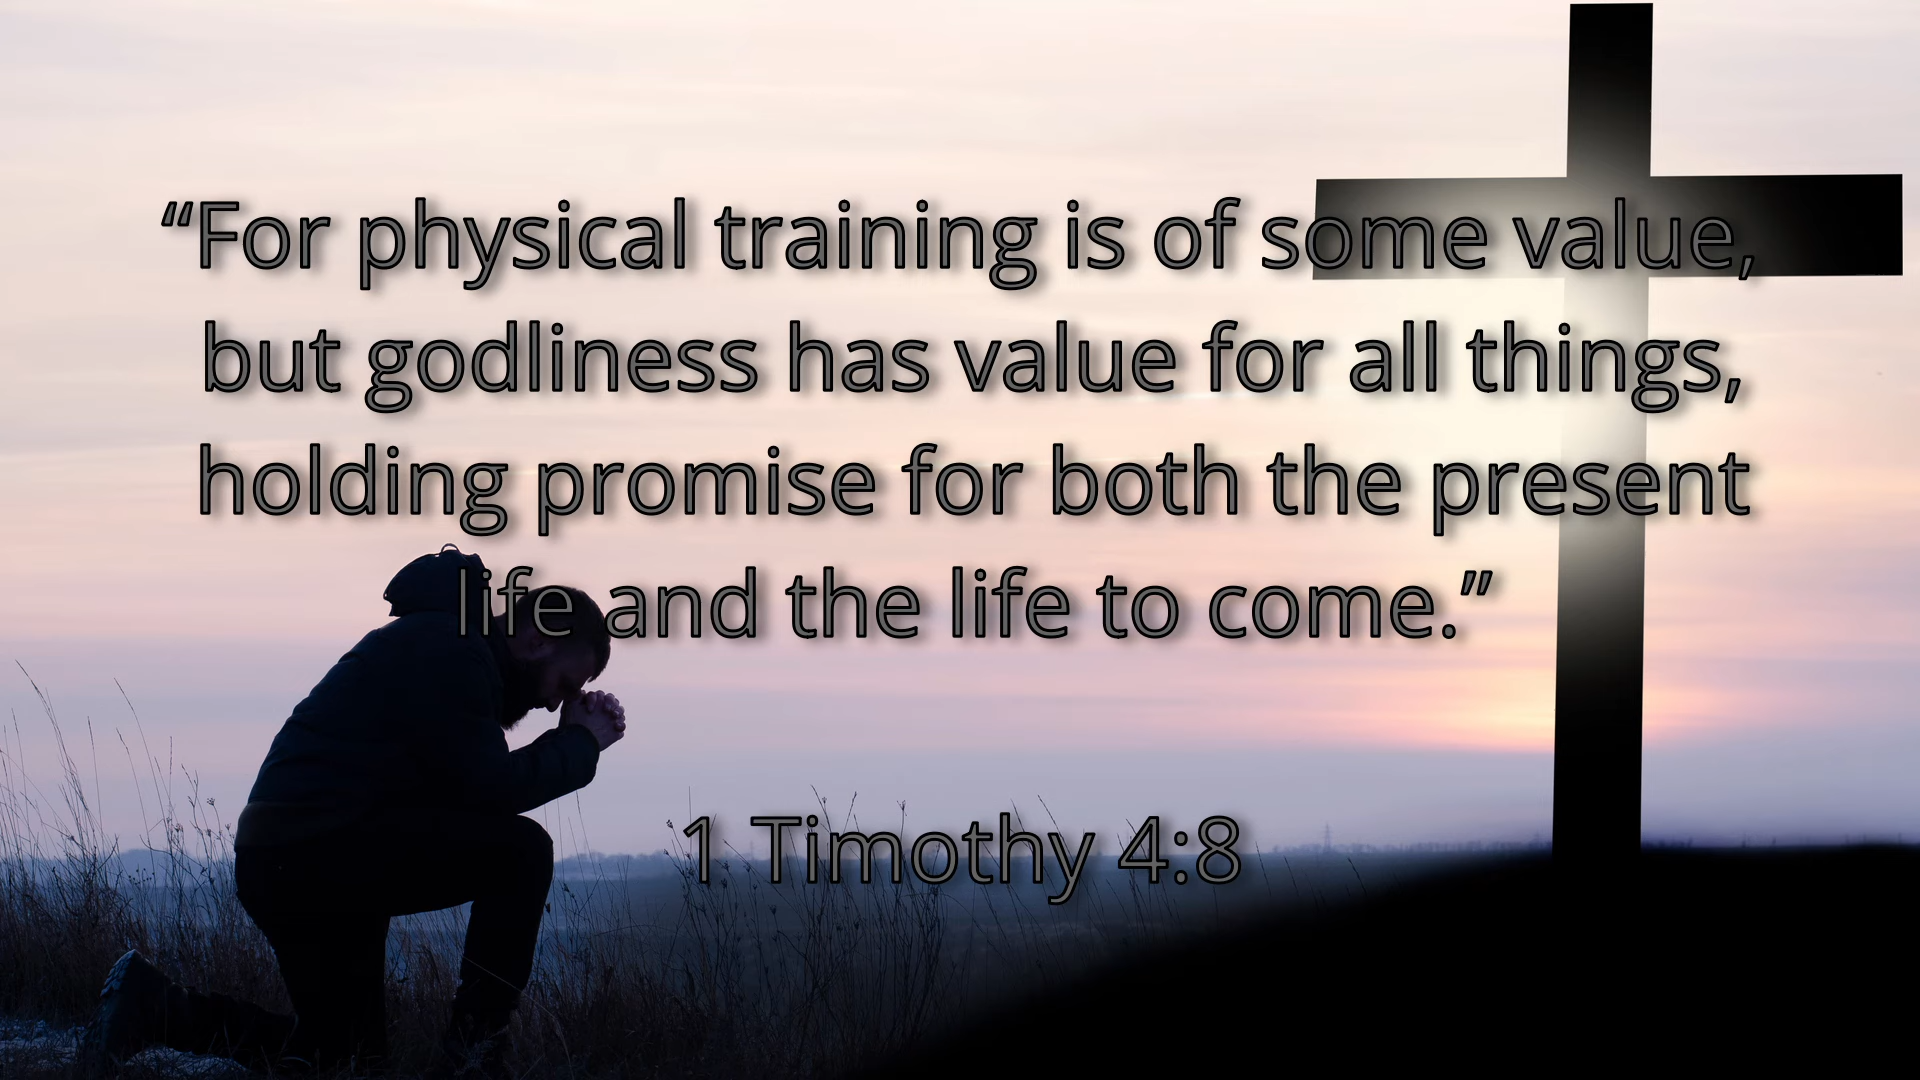 “For physical training is of some value,
but godliness has value for all things,
holding promise for both the present
life and the life to come.”
1 Timothy 4:8